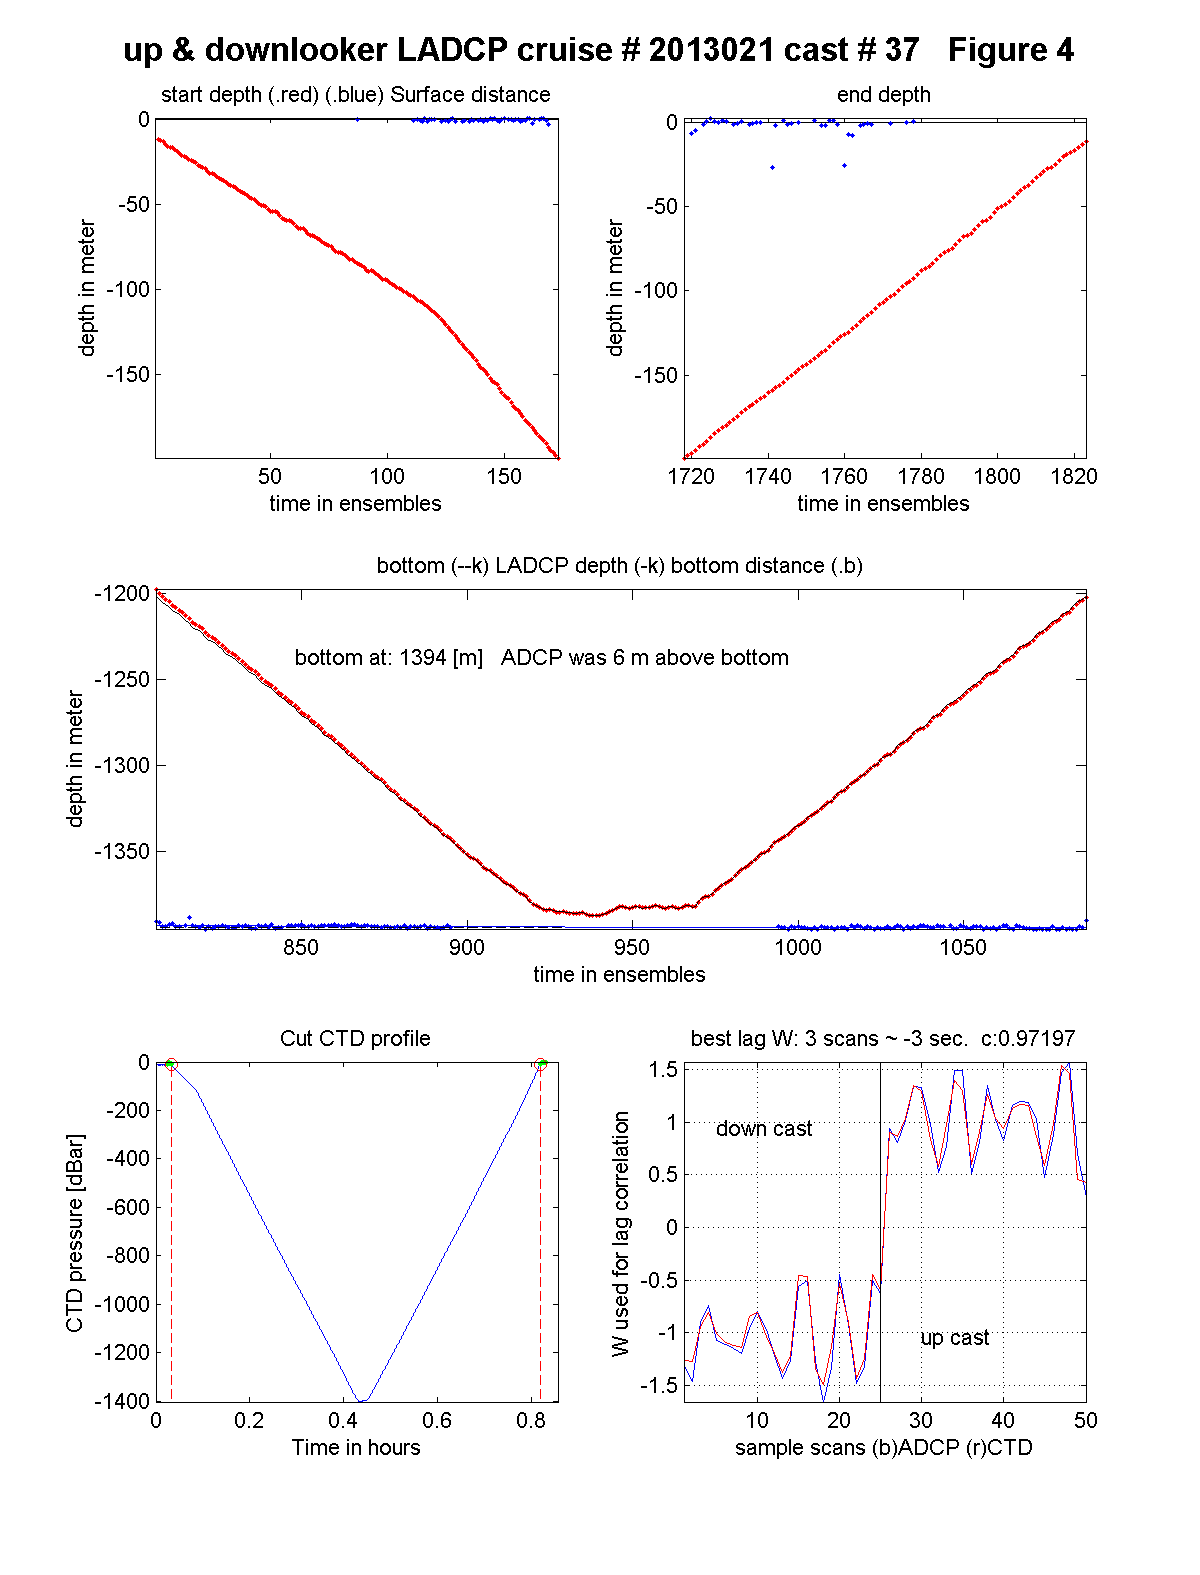 up & downlooker LADCP cruise # 2013021 cast # 37   Figure 4
start depth (.red) (.blue) Surface distance
0
-50
-100
-150
depth in meter
50 100 150
time in ensembles
end depth
0
-50
-100
-150
depth in meter
1720 1740 1760 1780 1800 1820
time in ensembles
bottom (--k) LADCP depth (-k) bottom distance (.b)
-1200
-1250
-1300
-1350
depth in meter
bottom at: 1394 [m]   ADCP was 6 m above bottom
850 900 950 1000 1050
time in ensembles
Cut CTD profile
0
-200
-400
-600
-800
-1000
-1200
-1400
CTD pressure [dBar]
0 0.2 0.4 0.6 0.8
Time in hours
best lag W: 3 scans ~ -3 sec.  c:0.97197
1.5
1
0.5
0
-0.5
-1
-1.5
W used for lag correlation
down cast
up cast
10 20 30 40 50
sample scans (b)ADCP (r)CTD